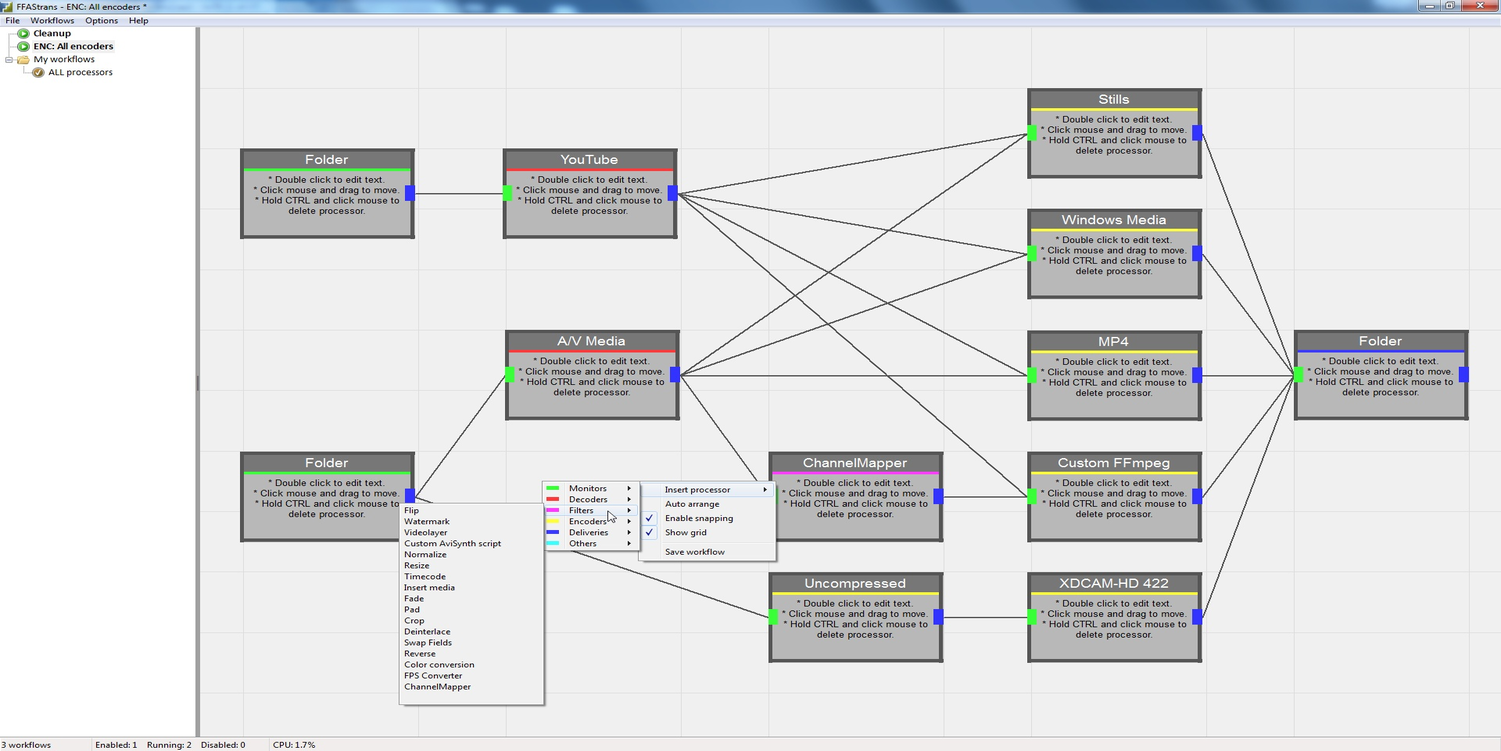 FFAStrans - ENC: All encoders *
File Workflows Options Help
Cleanup
ENC: All encoders
My workflows
ALL processors
Stills
* Double click to edit text.
* Click mouse and drag to move.
* Hold CTRL and click mouse to
delete processor.
Folder
* Double click to edit text.
* Click mouse and drag to move.
* Hold CTRL and click mouse to
delete processor.
YouTube
* Double click to edit text.
* Click mouse and drag to move.
* Hold CTRL and click mouse to
delete processor.
Windows Media
* Double click to edit text.
* Click mouse and drag to move.
* Hold CTRL and click mouse to
delete processor.
A/V Media
* Double click to edit text.
* Click mouse and drag to move.
* Hold CTRL and click mouse to
delete processor.
MP4
* Double click to edit text.
* Click mouse and drag to move.
* Hold CTRL and click mouse to
delete processor.
Folder
* Double click to edit text.
* Click mouse and drag to move.
* Hold CTRL and click mouse to
delete processor.
Folder
* Double click to edit text.
* Click mouse and drag to move.
ChannelMapper
* Double click to edit text.
* Click mouse and drag to move.
* Hold CTRL and click mouse to
delete processor.
Custom FFmpeg
* Double click to edit text.
* Click mouse and drag to move.
* Hold CTRL and click mouse to
delete processor.
Insert processor
Auto arrange
Enable snapping
Show grid
Save workflow
Monitors
Decoders
Filters
Encoders
Deliveries
Others
Flip
Watermark
Videolayer
Custom AviSynth script
Normalize
Resize
Timecode
Insert media
Fade
Pad
Crop
Deinterlace
Swap Fields
Reverse
Color conversion
FPS Converter
ChannelMapper
Uncompressed
* Double click to edit text.
* Click mouse and drag to move.
* Hold CTRL and click mouse to
delete processor.
XDCAM-HD 422
* Double click to edit text.
* Click mouse and drag to move.
* Hold CTRL and click mouse to
delete processor.
3 workflows Enabled: 1 Running: 2 Disabled: 0 CPU: 1.7%